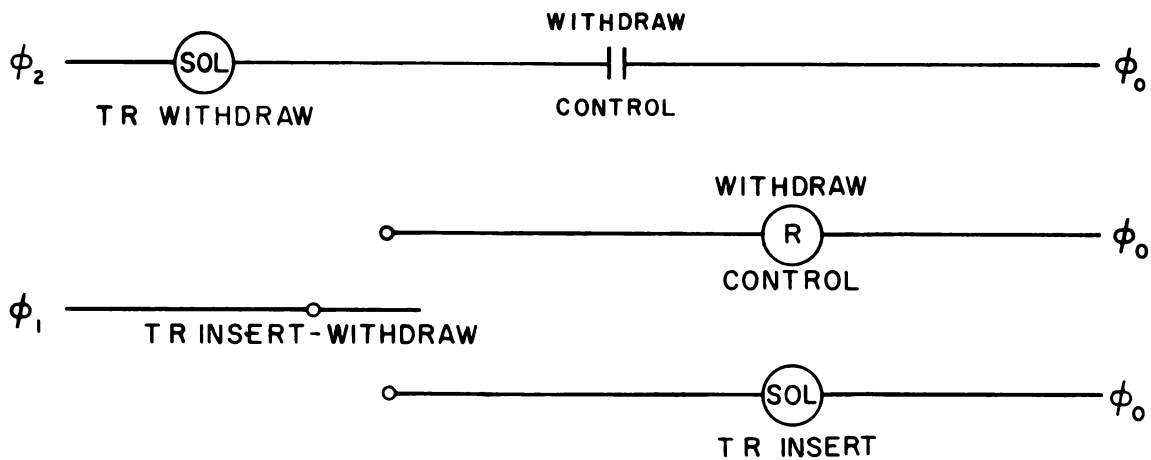 WITHDRAW
ϕ₂ SOL ϕ₀
TR WITHDRAW CONTROL
WITHDRAW
R ϕ₀
CONTROL
ϕ₁
TR INSERT-WITHDRAW
SOL ϕ₀
TR INSERT